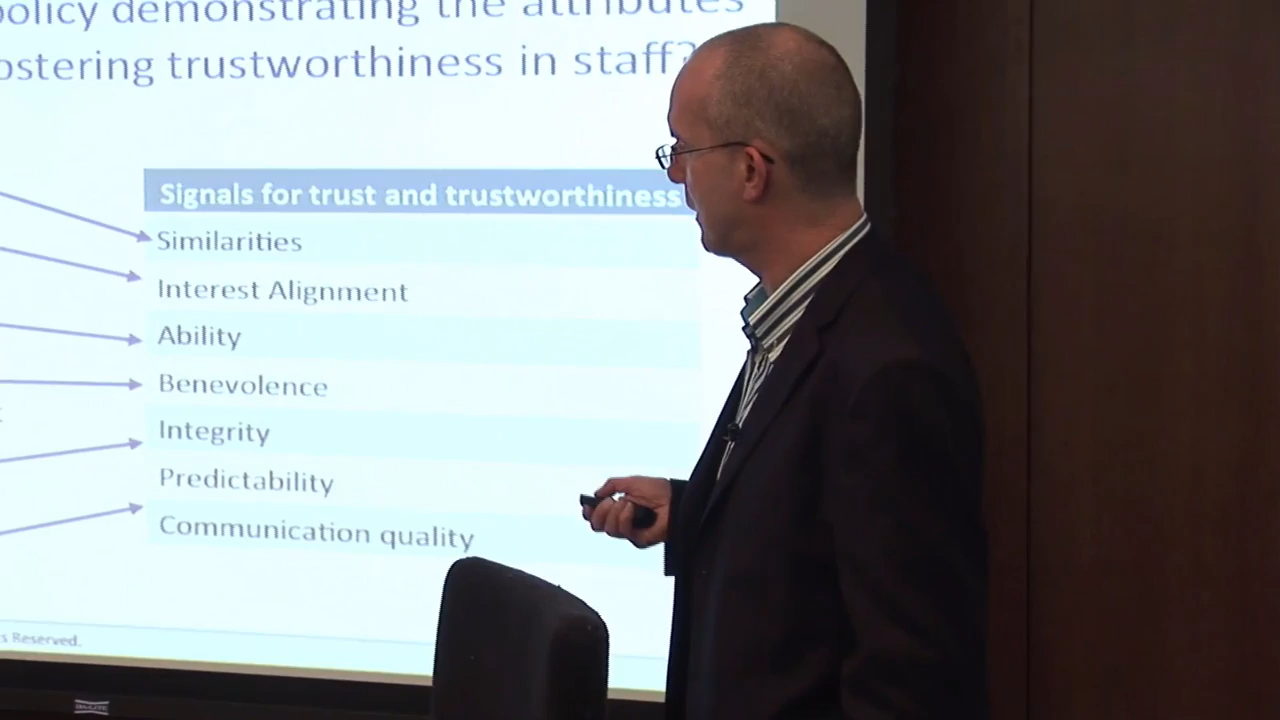 policy demonstrating the attributes
ostering trustworthiness in staff?
Signals for trust and trustworthiness
Similarities
Interest Alignment
Ability
Benevolence
Integrity
Predictability
Communication quality
s Reserved.